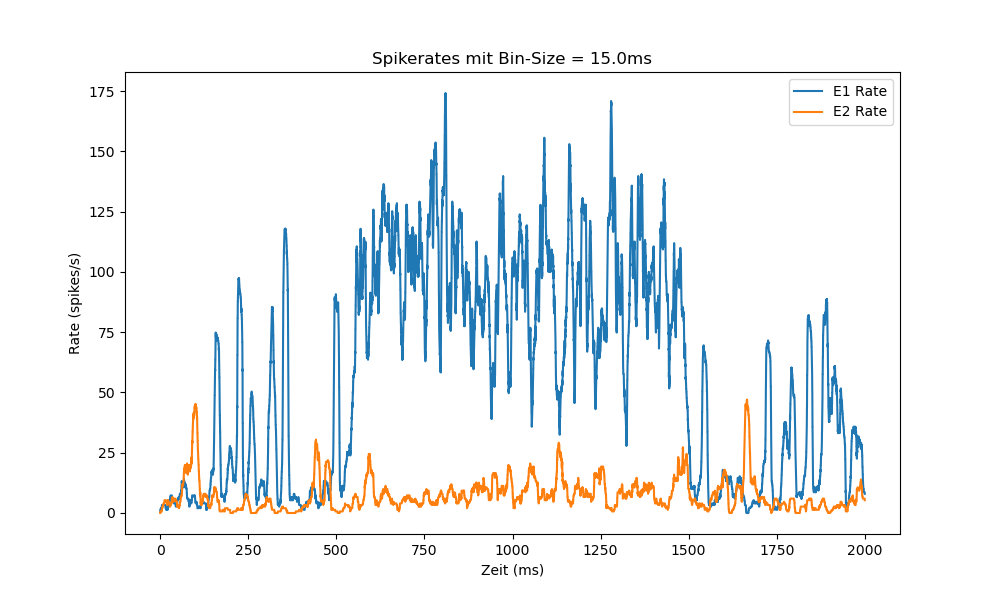 Spikerates mit Bin-Size = 15.0ms
E1 Rate
E2 Rate
Rate (spikes/s)
175
150
125
100
75
50
25
0
0 250 500 750 1000 1250 1500 1750 2000
Zeit (ms)